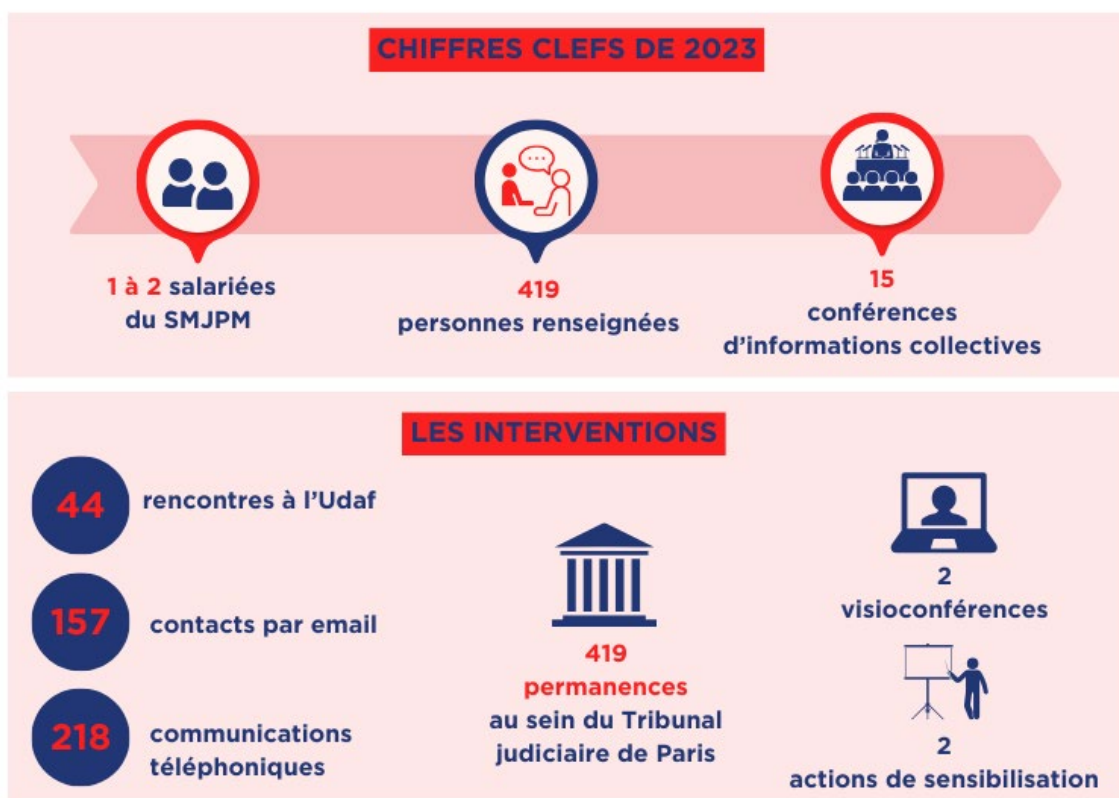 CHIFFRES CLEFS DE 2023
1 à 2 salariées
du SMJPM
419
personnes renseignées
15
conférences
d'informations collectives
LES INTERVENTIONS
44
rencontres à l'Udaf
157
contacts par email
218
communications
téléphoniques
419
permanences
au sein du Tribunal
judiciaire de Paris
2
visioconférences
2
actions de sensibilisation